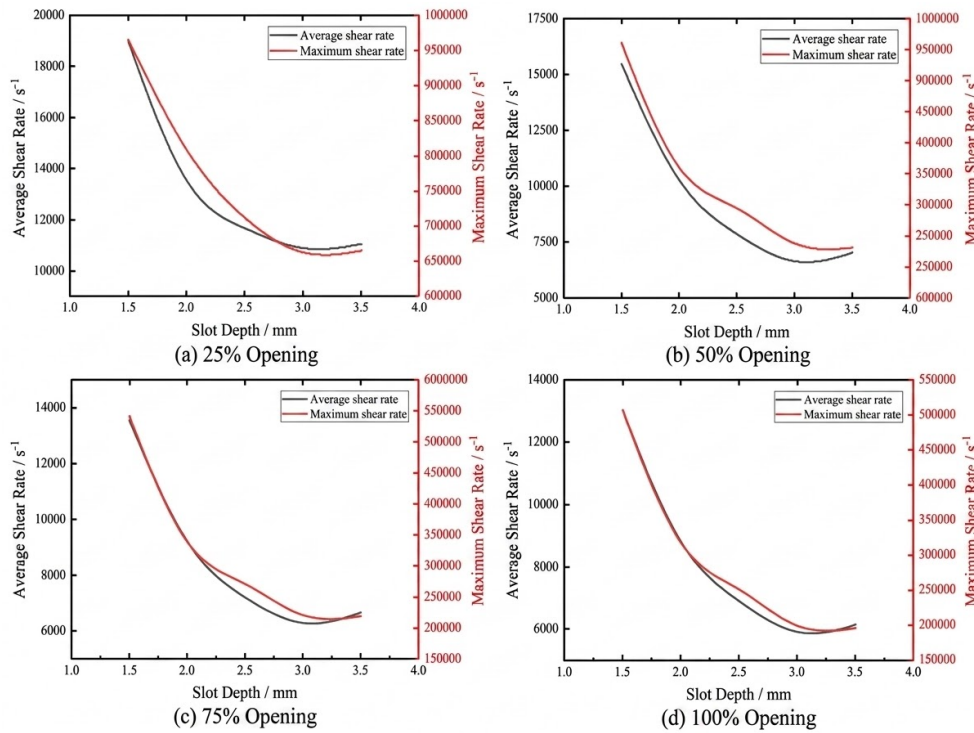 20000
18000
16000
14000
12000
10000
Average Shear Rate / s⁻¹
1000000
950000
900000
850000
800000
750000
700000
650000
600000
Maximum Shear Rate / s⁻¹
Average shear rate
Maximum shear rate
1.0 1.5 2.0 2.5 3.0 3.5 4.0
Slot Depth / mm
(a) 25% Opening
17500
15000
12500
10000
7500
5000
Average Shear Rate / s⁻¹
1000000
950000
900000
450000
400000
350000
300000
250000
600000
Maximum Shear Rate / s⁻¹
Average shear rate
Maximum shear rate
1.0 1.5 2.0 2.5 3.0 3.5 4.0
Slot Depth / mm
(b) 50% Opening
14000
12000
10000
8000
6000
Average Shear Rate / s⁻¹
6000000
550000
500000
450000
400000
350000
300000
250000
200000
150000
Maximum Shear Rate / s⁻¹
Average shear rate
Maximum shear rate
1.0 1.5 2.0 2.5 3.0 3.5 4.0
Slot Depth / mm
(c) 75% Opening
14000
12000
10000
8000
6000
Average Shear Rate / s⁻¹
550000
500000
450000
400000
350000
300000
250000
200000
150000
Maximum Shear Rate / s⁻¹
Average shear rate
Maximum shear rate
1.0 1.5 2.0 2.5 3.0 3.5 4.0
Slot Depth / mm
(d) 100% Opening